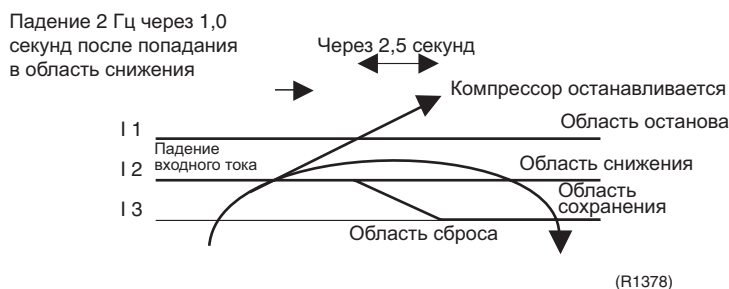 Падение 2 Гц через 1,0
секунд после попадания
в область снижения
Через 2,5 секунд
Компрессор останавливается
I 1
Область останова
Падение
входного тока
I 2
Область снижения
Область
сохранения
I 3
Область сброса
(R1378)